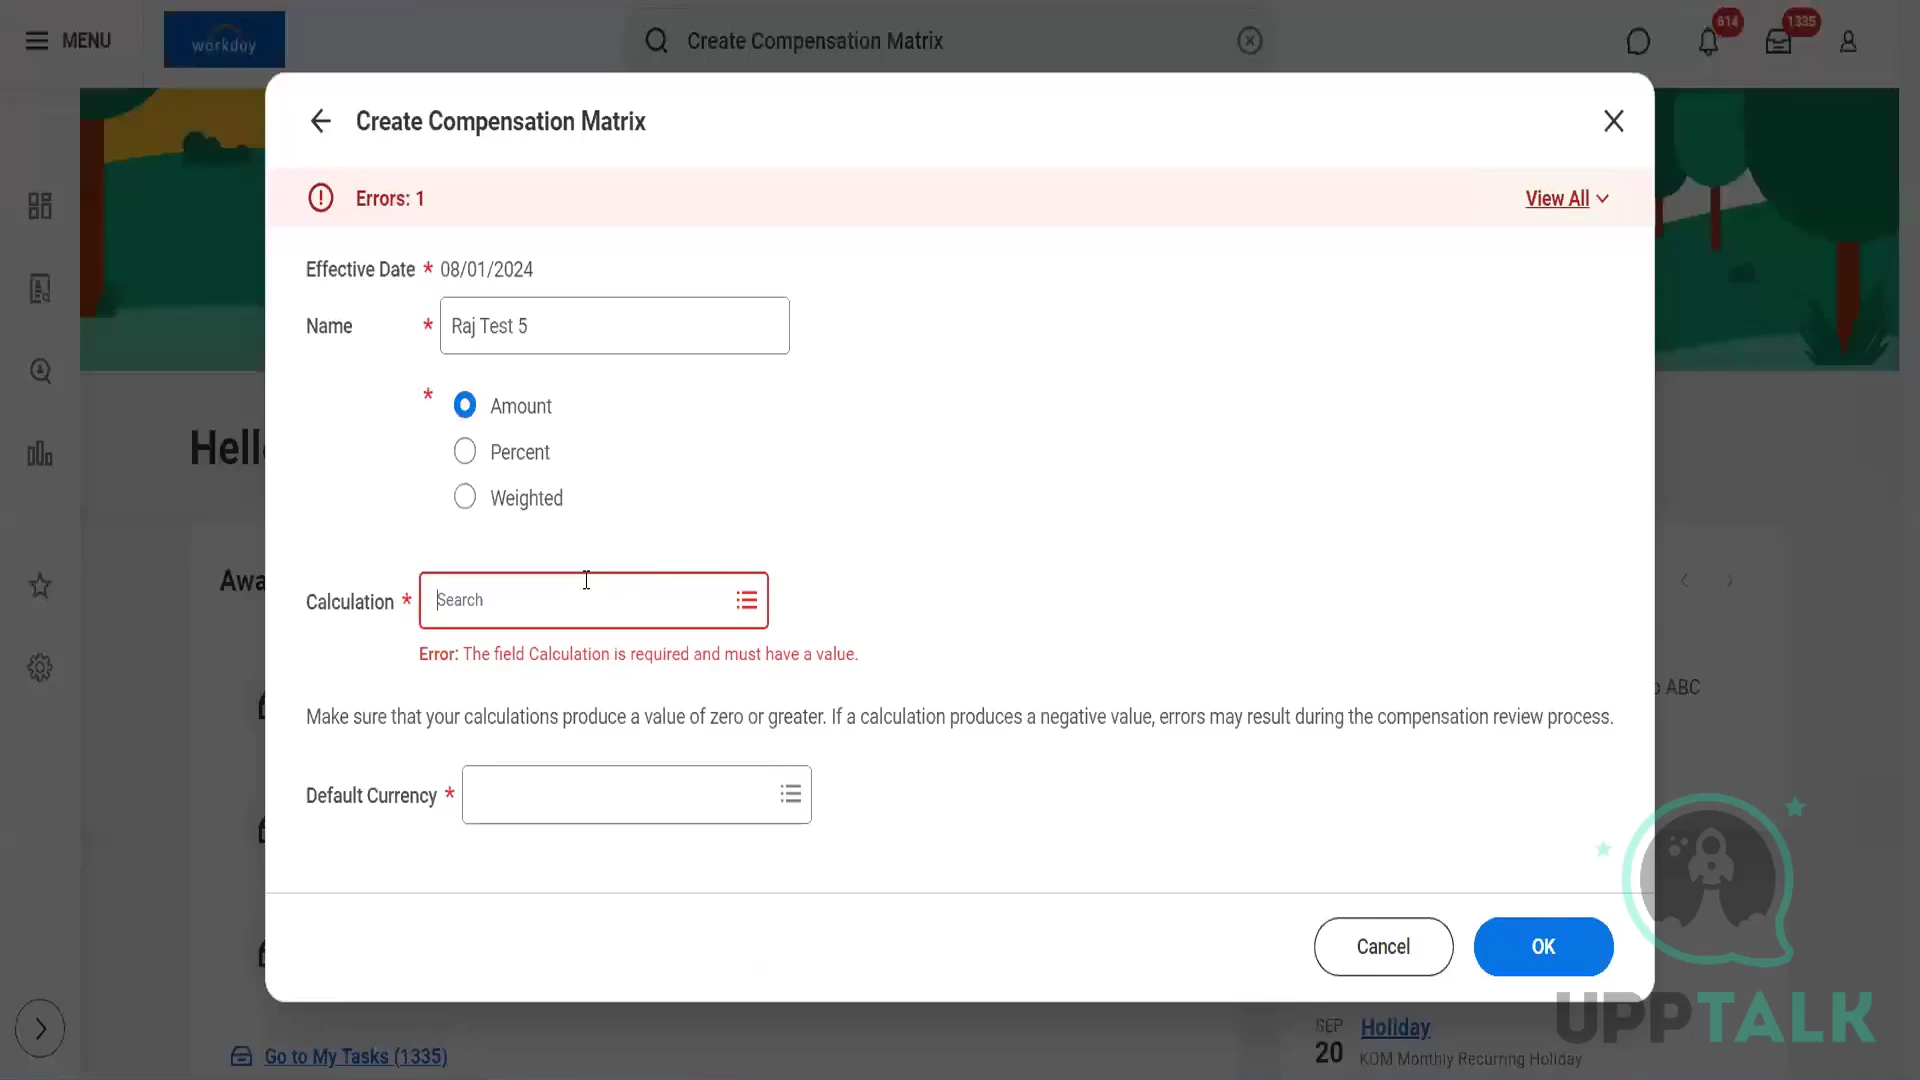 MENU
workday
Create Compensation Matrix
614
1335
Create Compensation Matrix
Errors: 1
View All
Effective Date * 08/01/2024
Name * Raj Test 5
*
Amount
Percent
Weighted
Hell
Awa
Calculation * Search
Error: The field Calculation is required and must have a value.
ABC
Make sure that your calculations produce a value of zero or greater. If a calculation produces a negative value, errors may result during the compensation review process.
Default Currency *
Cancel
OK
UPPTALK
SEP
20
Holiday
KOM Monthly Recurring Holiday
Go to My Tasks (1335)